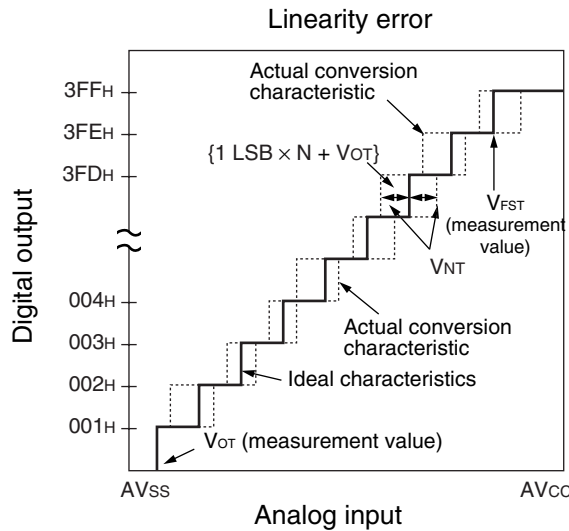 Linearity error
Actual conversion
characteristic
3FFH
3FEH
{1 LSB × N + VOT}
3FDH
VFST
(measurement
value)
VNT
Digital output
004H
Actual conversion
characteristic
003H
Ideal characteristics
002H
001H
VOT (measurement value)
AVSS
AVCC
Analog input